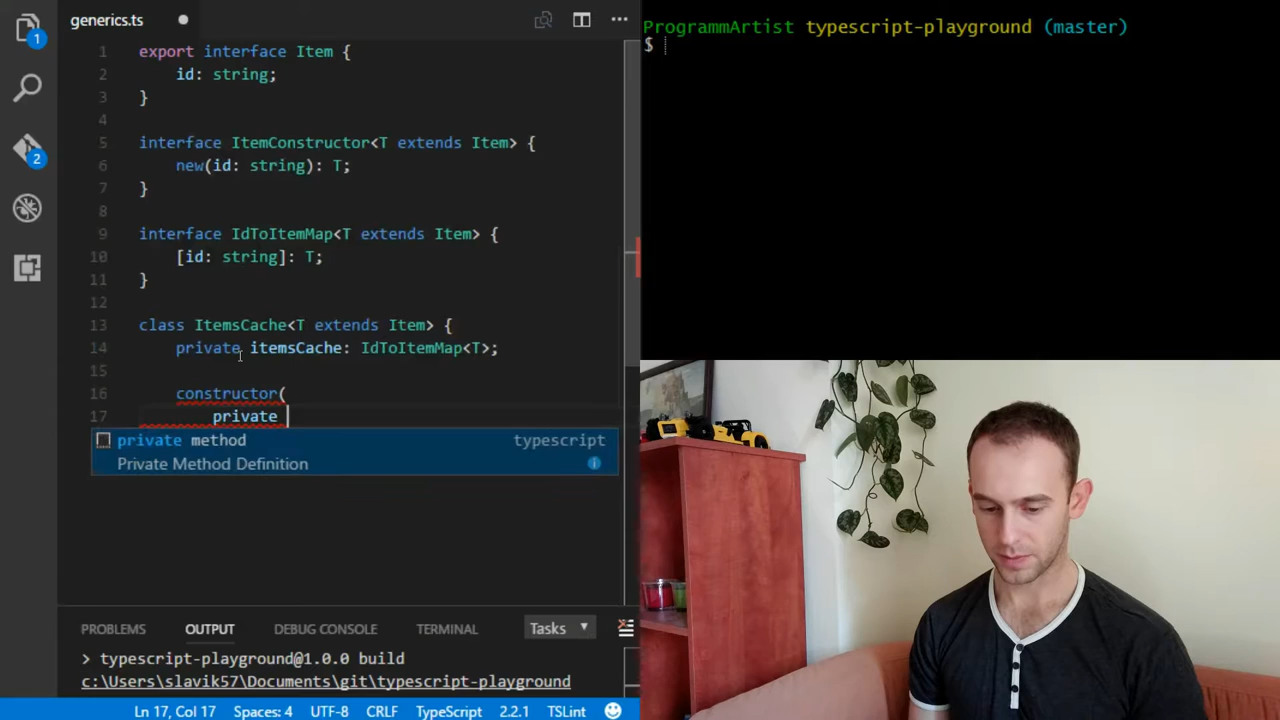 generics.ts
1 export interface Item {
2 id: string;
3 }
4
5 interface ItemConstructor<T extends Item> {
6 new(id: string): T;
7 }
8
9 interface IdToItemMap<T extends Item> {
10 [id: string]: T;
11 }
12
13 class ItemsCache<T extends Item> {
14 private itemsCache: IdToItemMap<T>;
15
16 constructor(
17 private
private method typescript
Private Method Definition
PROBLEMS OUTPUT DEBUG CONSOLE TERMINAL Tasks
> typescript-playground@1.0.0 build
c:\Users\slavik57\Documents\git\typescript-playground
Ln 17, Col 17 Spaces: 4 UTF-8 CRLF TypeScript 2.2.1 TSLint
1
2
ProgrammArtist typescript-playground (master)
$